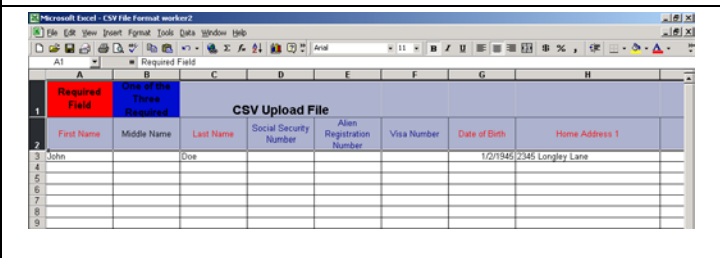 Microsoft Excel - CSV File Format worker2
File Edit View Insert Format Tools Data Window Help
Arial 11 B I U $ % ,
A1 = Required Field
A B C D E F G H
1 Required Field One of the Three Required CSV Upload File
2 First Name Middle Name Last Name Social Security Number Alien Registration Number Visa Number Date of Birth Home Address 1
3 John Doe 1/2/1945 2345 Longley Lane
4
5
6
7
8
9